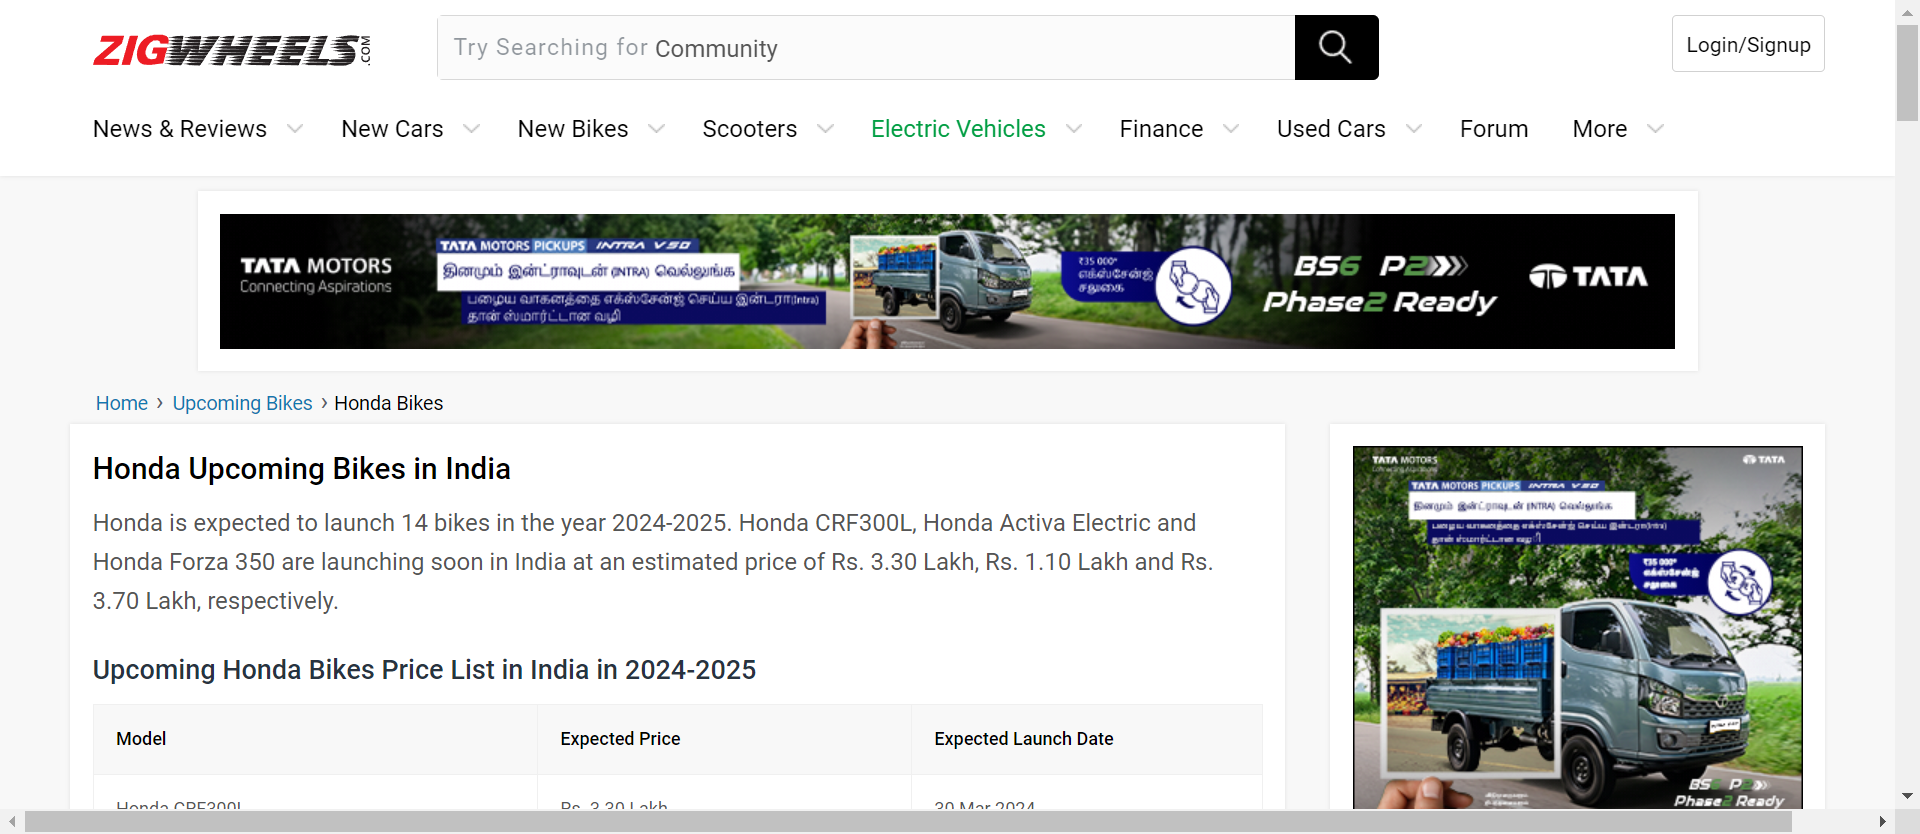 ZIGWHEELS.COM
Try Searching for Community
Login/Signup
News & Reviews
New Cars
New Bikes
Scooters
Electric Vehicles
Finance
Used Cars
Forum
More
TATA MOTORS
Connecting Aspirations
TATA MOTORS PICKUPS INTRA V50
தினமும் இன்ட்ராவுடன் (INTRA) வெல்லுங்க
பழைய வாகனத்தை எக்ஸ்சேஞ்ஜ் செய்ய இன்டரா(Intra)
தான் ஸ்மார்ட்டான வழி
₹35 000*
எக்ஸ்சேன்ஜ்
சலுகை
BS6 P2
Phase2 Ready
TATA
Home › Upcoming Bikes › Honda Bikes
Honda Upcoming Bikes in India
Honda is expected to launch 14 bikes in the year 2024-2025. Honda CRF300L, Honda Activa Electric and
Honda Forza 350 are launching soon in India at an estimated price of Rs. 3.30 Lakh, Rs. 1.10 Lakh and Rs.
3.70 Lakh, respectively.
Upcoming Honda Bikes Price List in India in 2024-2025
Model
Expected Price
Expected Launch Date
Honda CRF300L
Rs. 3.30 Lakh
30 Mar 2024
TATA MOTORS
Connecting Aspirations
TATA
TATA MOTORS PICKUPS INTRA V50
தினமும் இன்ட்ராவுடன் (INTRA) வெல்லுங்க
பழைய வாகனத்தை எக்ஸ்சேஞ்ஜ் செய்ய இன்டரா(Intra)
தான் ஸ்மார்ட்டான வழி
₹35 000*
எக்ஸ்சேன்ஜ்
சலுகை
BS6 P2
Phase2 Ready